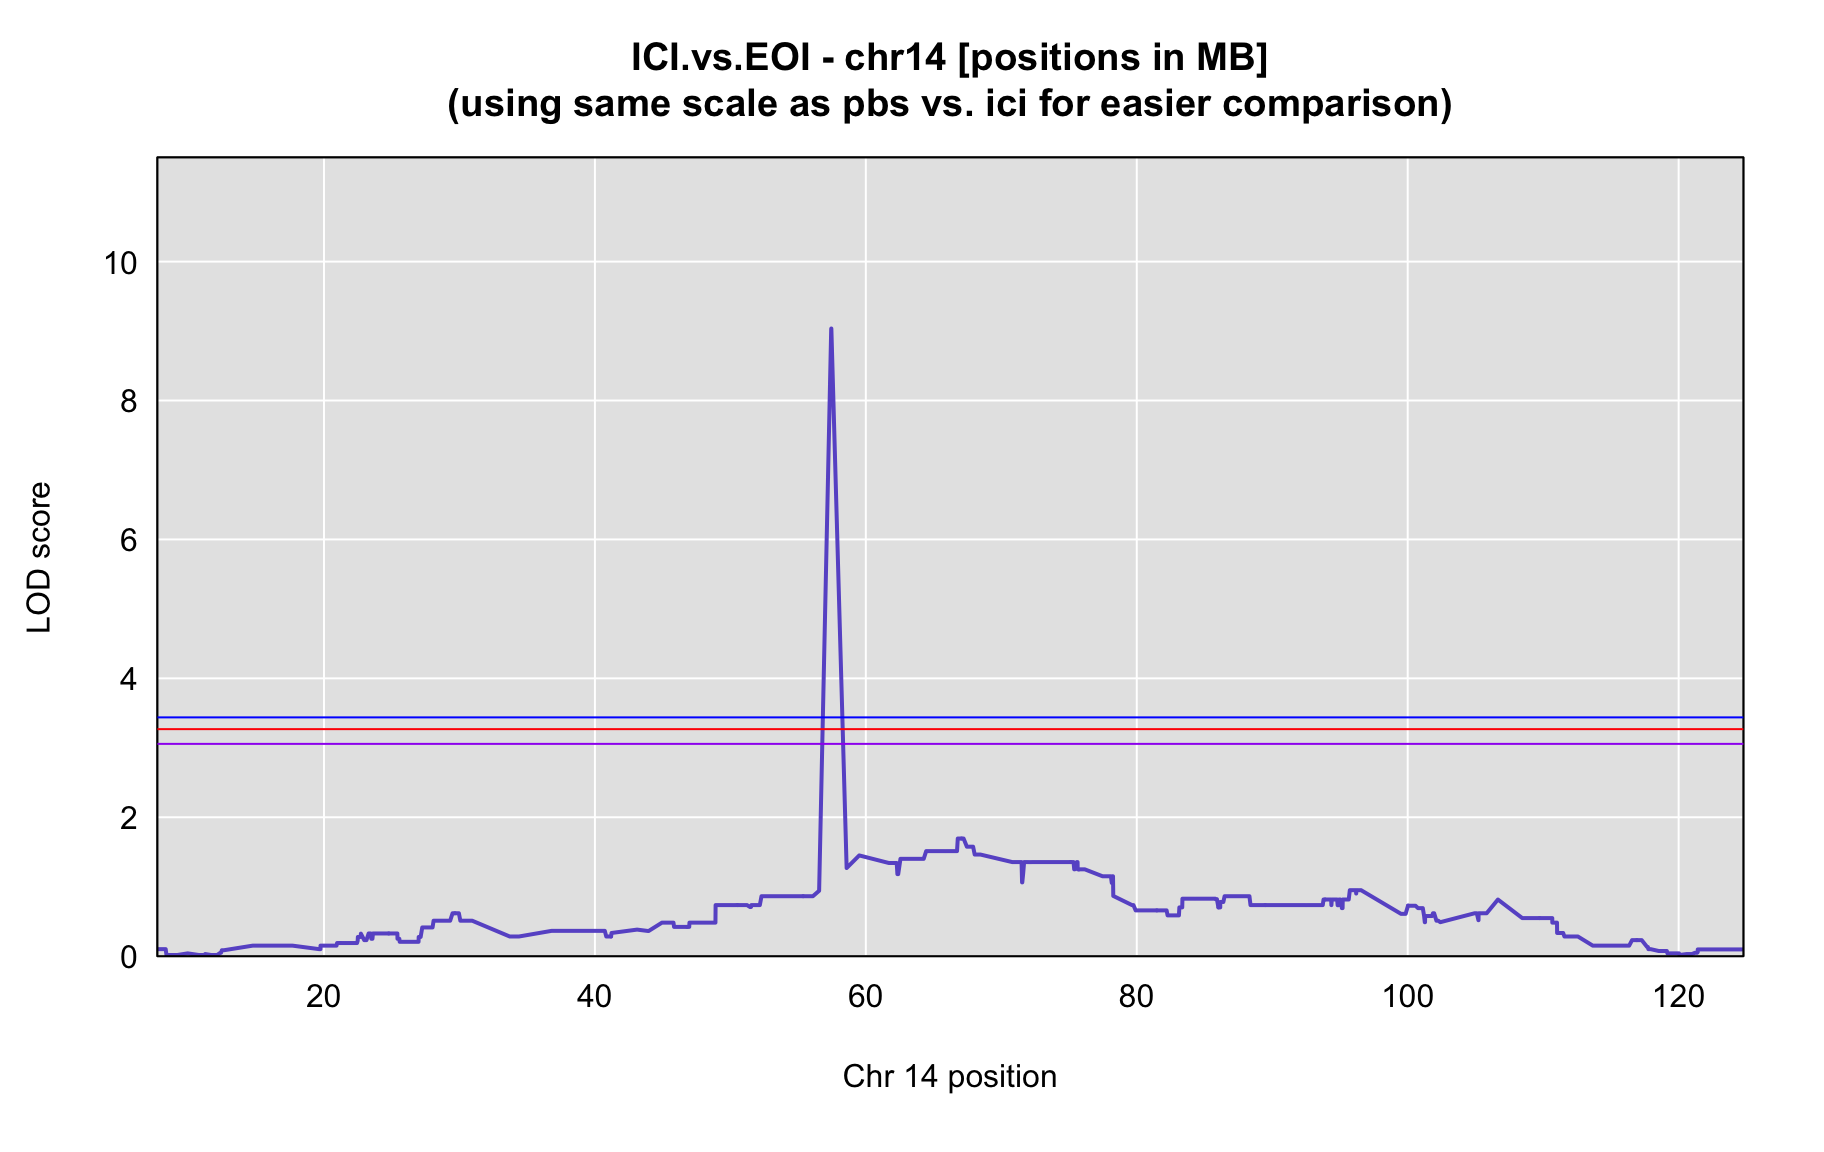 ICI.vs.EOI - chr14 [positions in MB]
(using same scale as pbs vs. ici for easier comparison)
10
8
6
4
2
0
LOD score
20 40 60 80 100 120
Chr 14 position